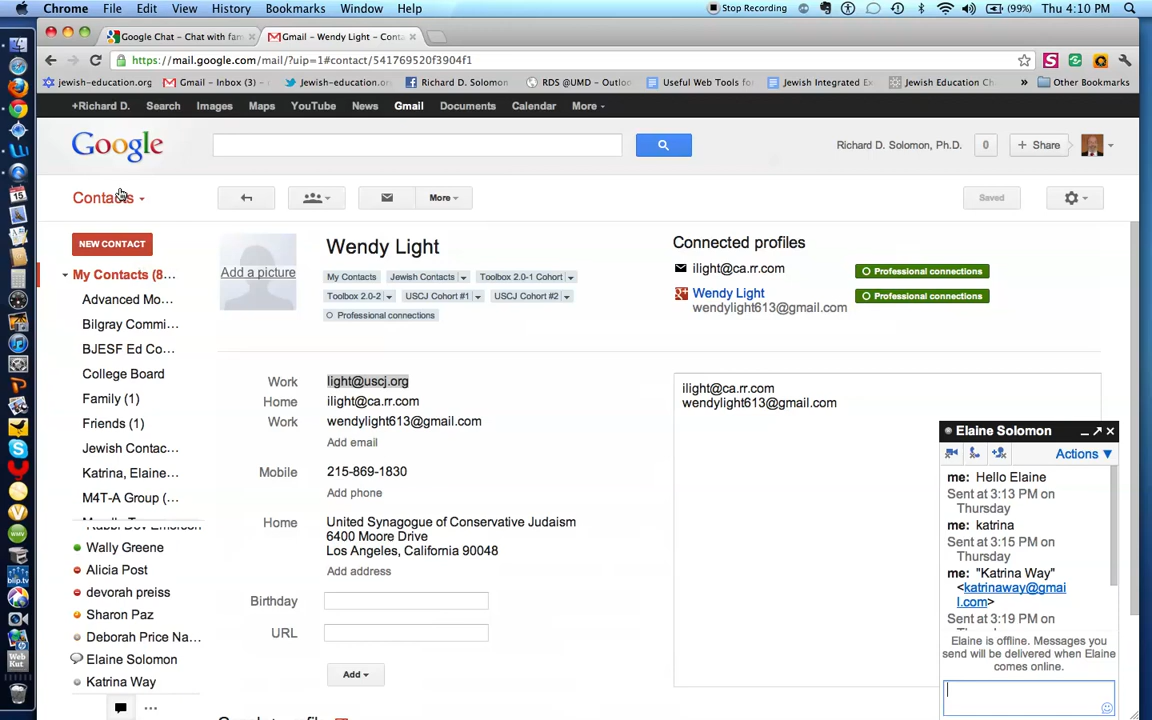 Chrome File Edit View History Bookmarks Window Help Stop Recording (99%) Thu 4:10 PM
Google Chat - Chat with fam Gmail - Wendy Light - Conta
https://mail.google.com/mail/?uip=1#contact/541769520f3904f1
jewish-education.org Gmail - Inbox (3) - Jewish-education.org Richard D. Solomon RDS @UMD – Outloo Useful Web Tools for Jewish Integrated Ex Jewish Education Ch » Other Bookmarks
+Richard D. Search Images Maps YouTube News Gmail Documents Calendar More
Google Richard D. Solomon, Ph.D. 0 + Share
Contacts More Saved
NEW CONTACT
My Contacts (8...
Advanced Mo...
Bilgray Commi...
BJESF Ed Co...
College Board
Family (1)
Friends (1)
Jewish Contac...
Katrina, Elaine...
M4T-A Group (...
Wally Greene
Alicia Post
devorah preiss
Sharon Paz
Deborah Price Na...
Elaine Solomon
Katrina Way
Add a picture
Wendy Light
My Contacts Jewish Contacts Toolbox 2.0-1 Cohort
Toolbox 2.0-2 USCJ Cohort #1 USCJ Cohort #2
Professional connections
Connected profiles
ilight@ca.rr.com Professional connections
Wendy Light Professional connections
wendylight613@gmail.com
Work light@uscj.org
Home ilight@ca.rr.com
Work wendylight613@gmail.com
Add email
Mobile 215-869-1830
Add phone
Home United Synagogue of Conservative Judaism
6400 Moore Drive
Los Angeles, California 90048
Add address
Birthday
URL
Add
ilight@ca.rr.com
wendylight613@gmail.com
Elaine Solomon
Actions
me: Hello Elaine
Sent at 3:13 PM on
Thursday
me: katrina
Sent at 3:15 PM on
Thursday
me: "Katrina Way"
<katrinaway@gmai
l.com>
Sent at 3:19 PM on
Elaine is offline. Messages you
send will be delivered when Elaine
comes online.